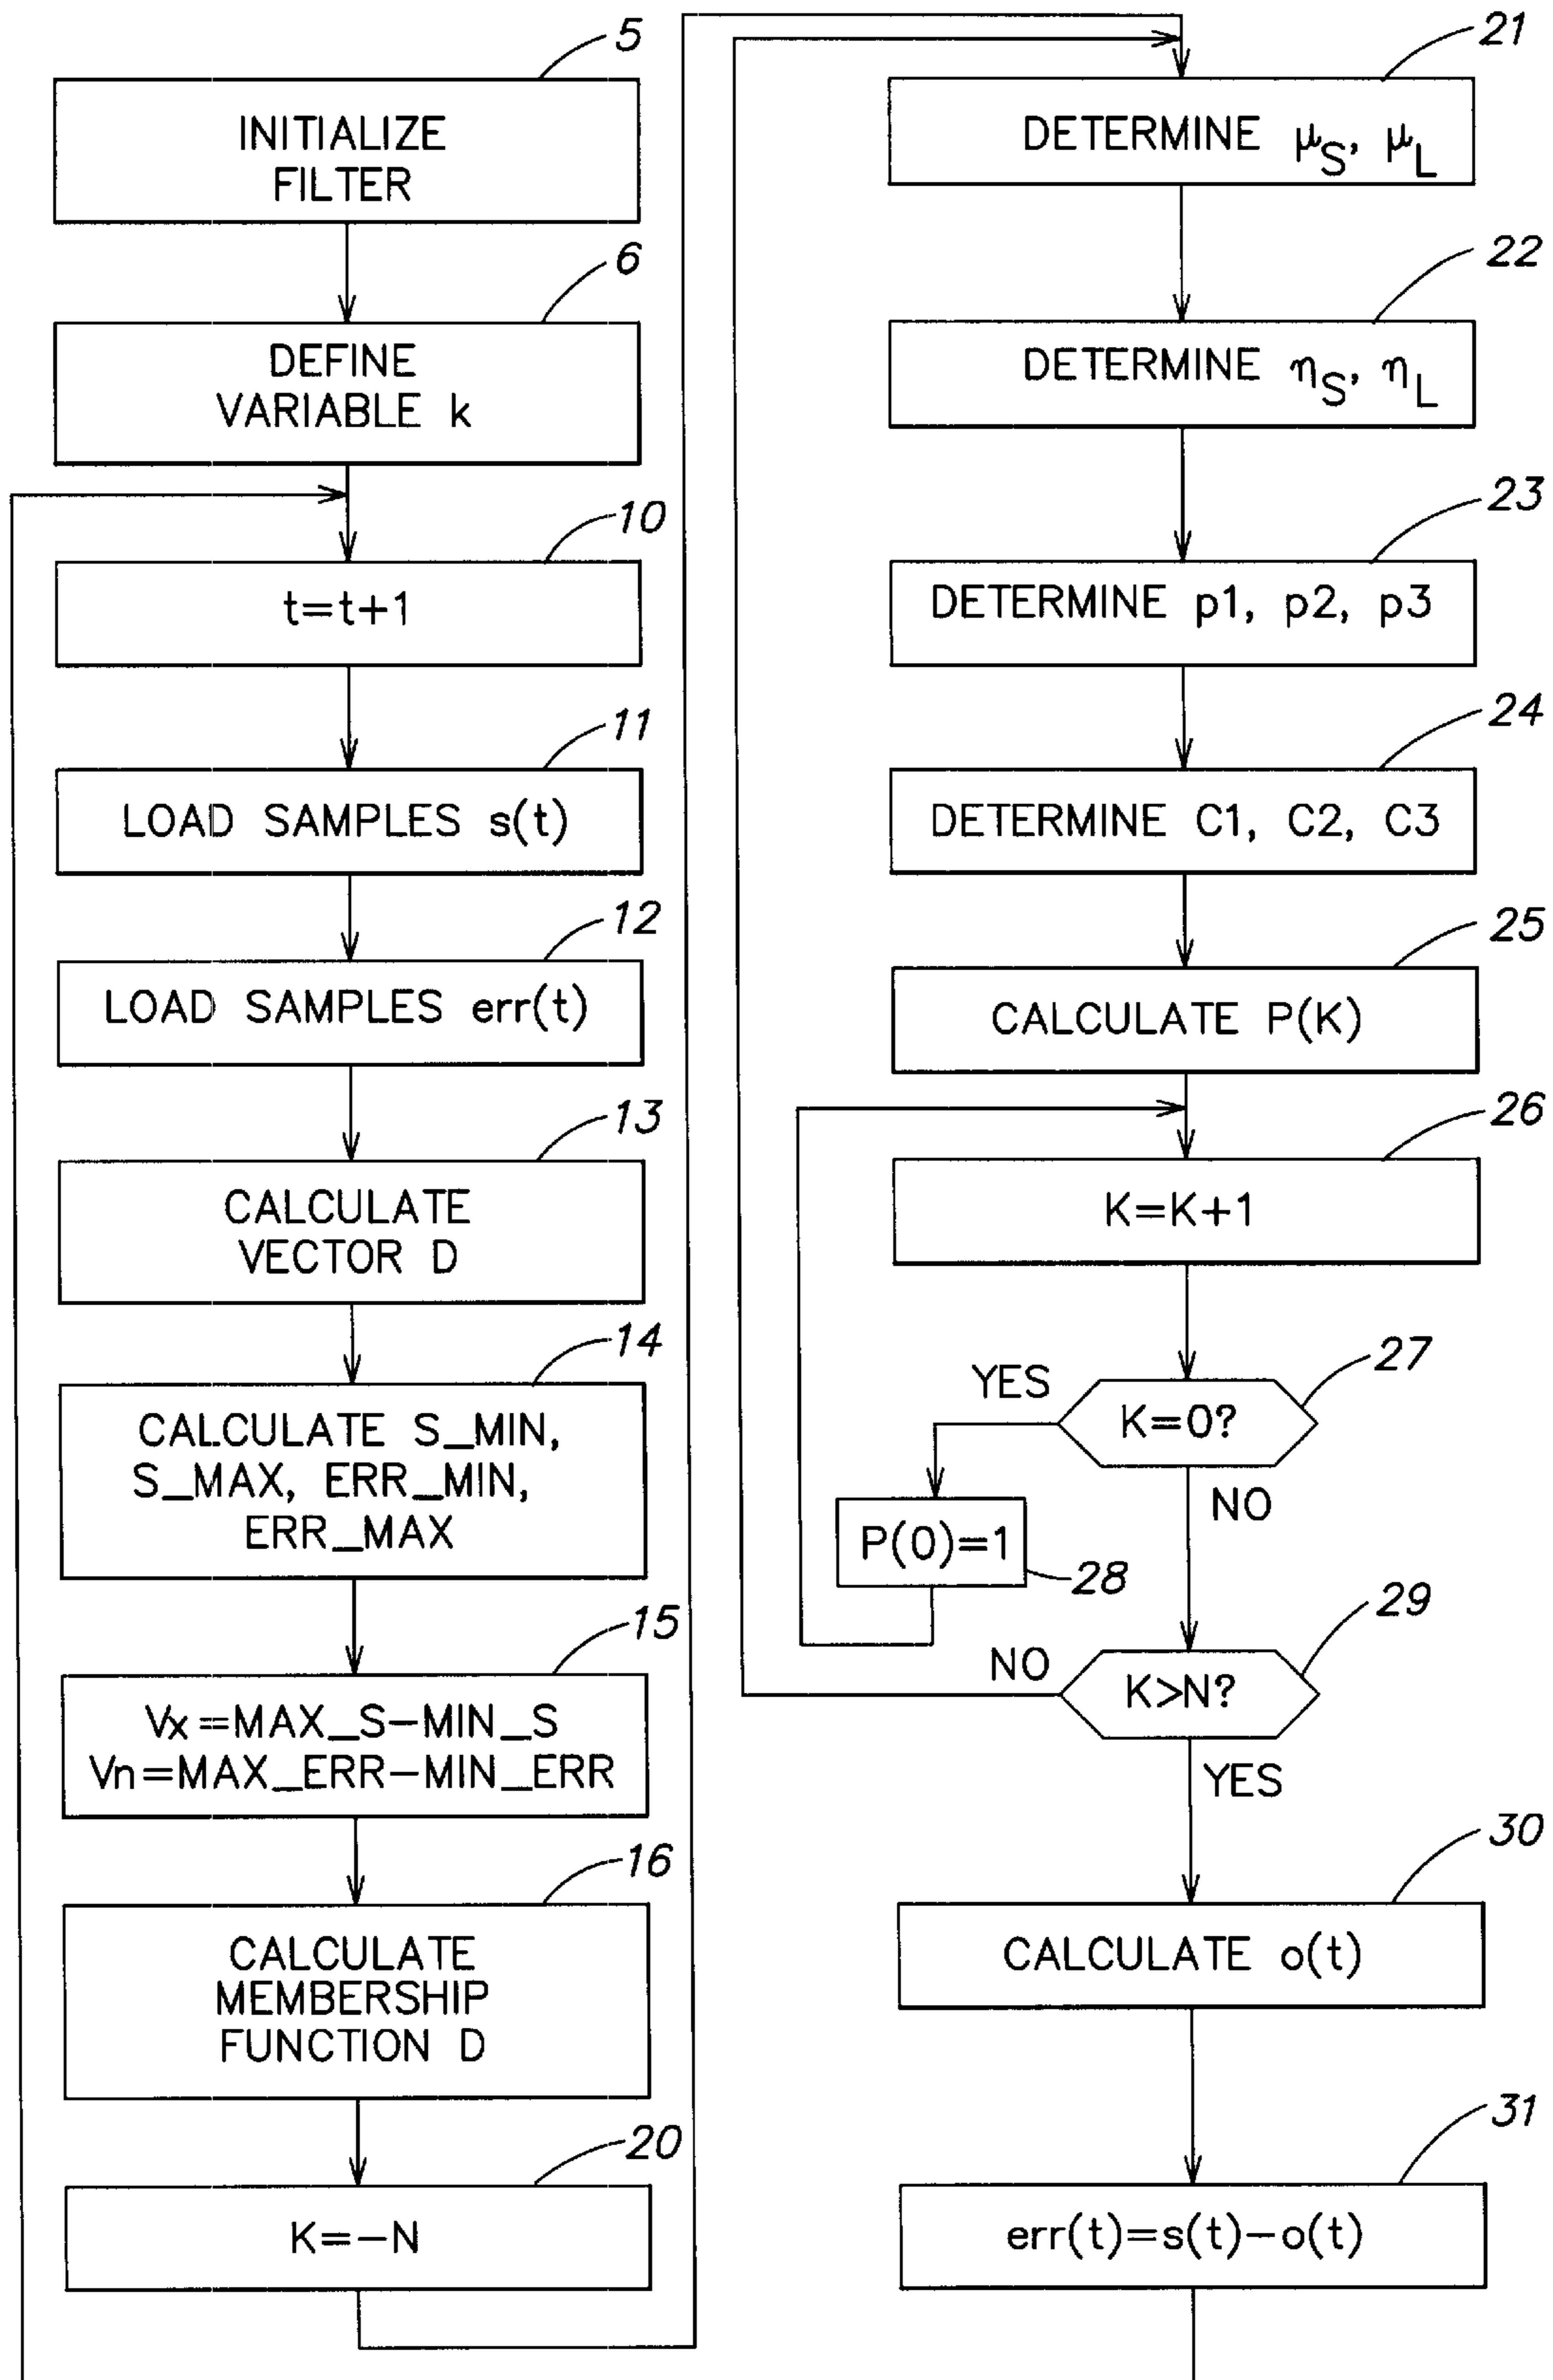 5
INITIALIZE
FILTER
6
DEFINE
VARIABLE k
10
t=t+1
11
LOAD SAMPLES s(t)
12
LOAD SAMPLES err(t)
13
CALCULATE
VECTOR D
14
CALCULATE S_MIN,
S_MAX, ERR_MIN,
ERR_MAX
15
Vx=MAX_S-MIN_S
Vn=MAX_ERR-MIN_ERR
16
CALCULATE
MEMBERSHIP
FUNCTION D
20
K=-N
21
DETERMINE μS, μL
22
DETERMINE ηS, ηL
23
DETERMINE p1, p2, p3
24
DETERMINE C1, C2, C3
25
CALCULATE P(K)
26
K=K+1
27
YES
K=0?
NO
P(0)=1
28
29
NO
K>N?
YES
30
CALCULATE o(t)
31
err(t)=s(t)-o(t)